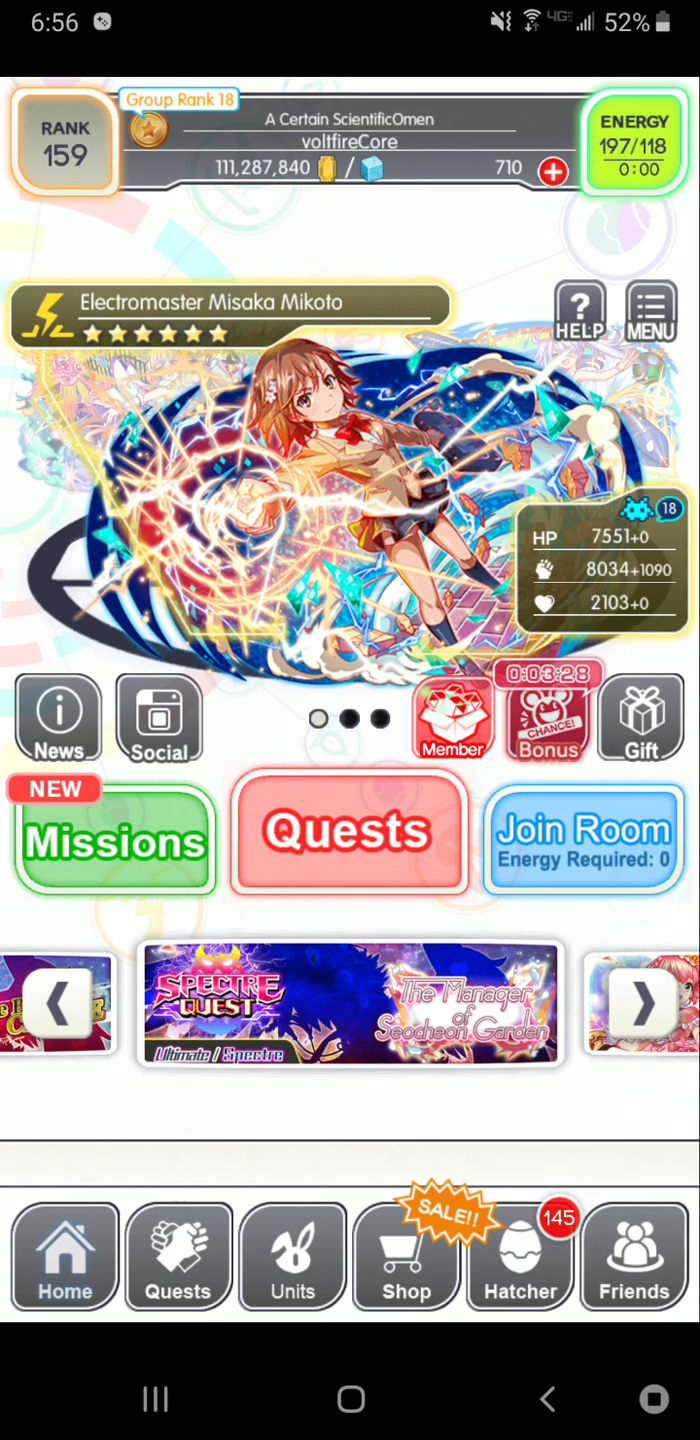 6:56
4GE
52%
Group Rank 18
RANK
159
A Certain ScientificOmen
voltfireCore
111,287,840 /
710
ENERGY
197/118
0:00
Electromaster Misaka Mikoto
?
HELP
MENU
18
HP 7551+0
8034+1090
2103+0
0:03:28
i
News
Social
Member
CHANCE!
Bonus
Gift
NEW
Missions
Quests
Join Room
Energy Required: 0
SPECTRE
QUEST
The Manager
of
Seocheon Garden
Ultimate / Spectre
SALE!!
145
Home
Quests
Units
Shop
Hatcher
Friends